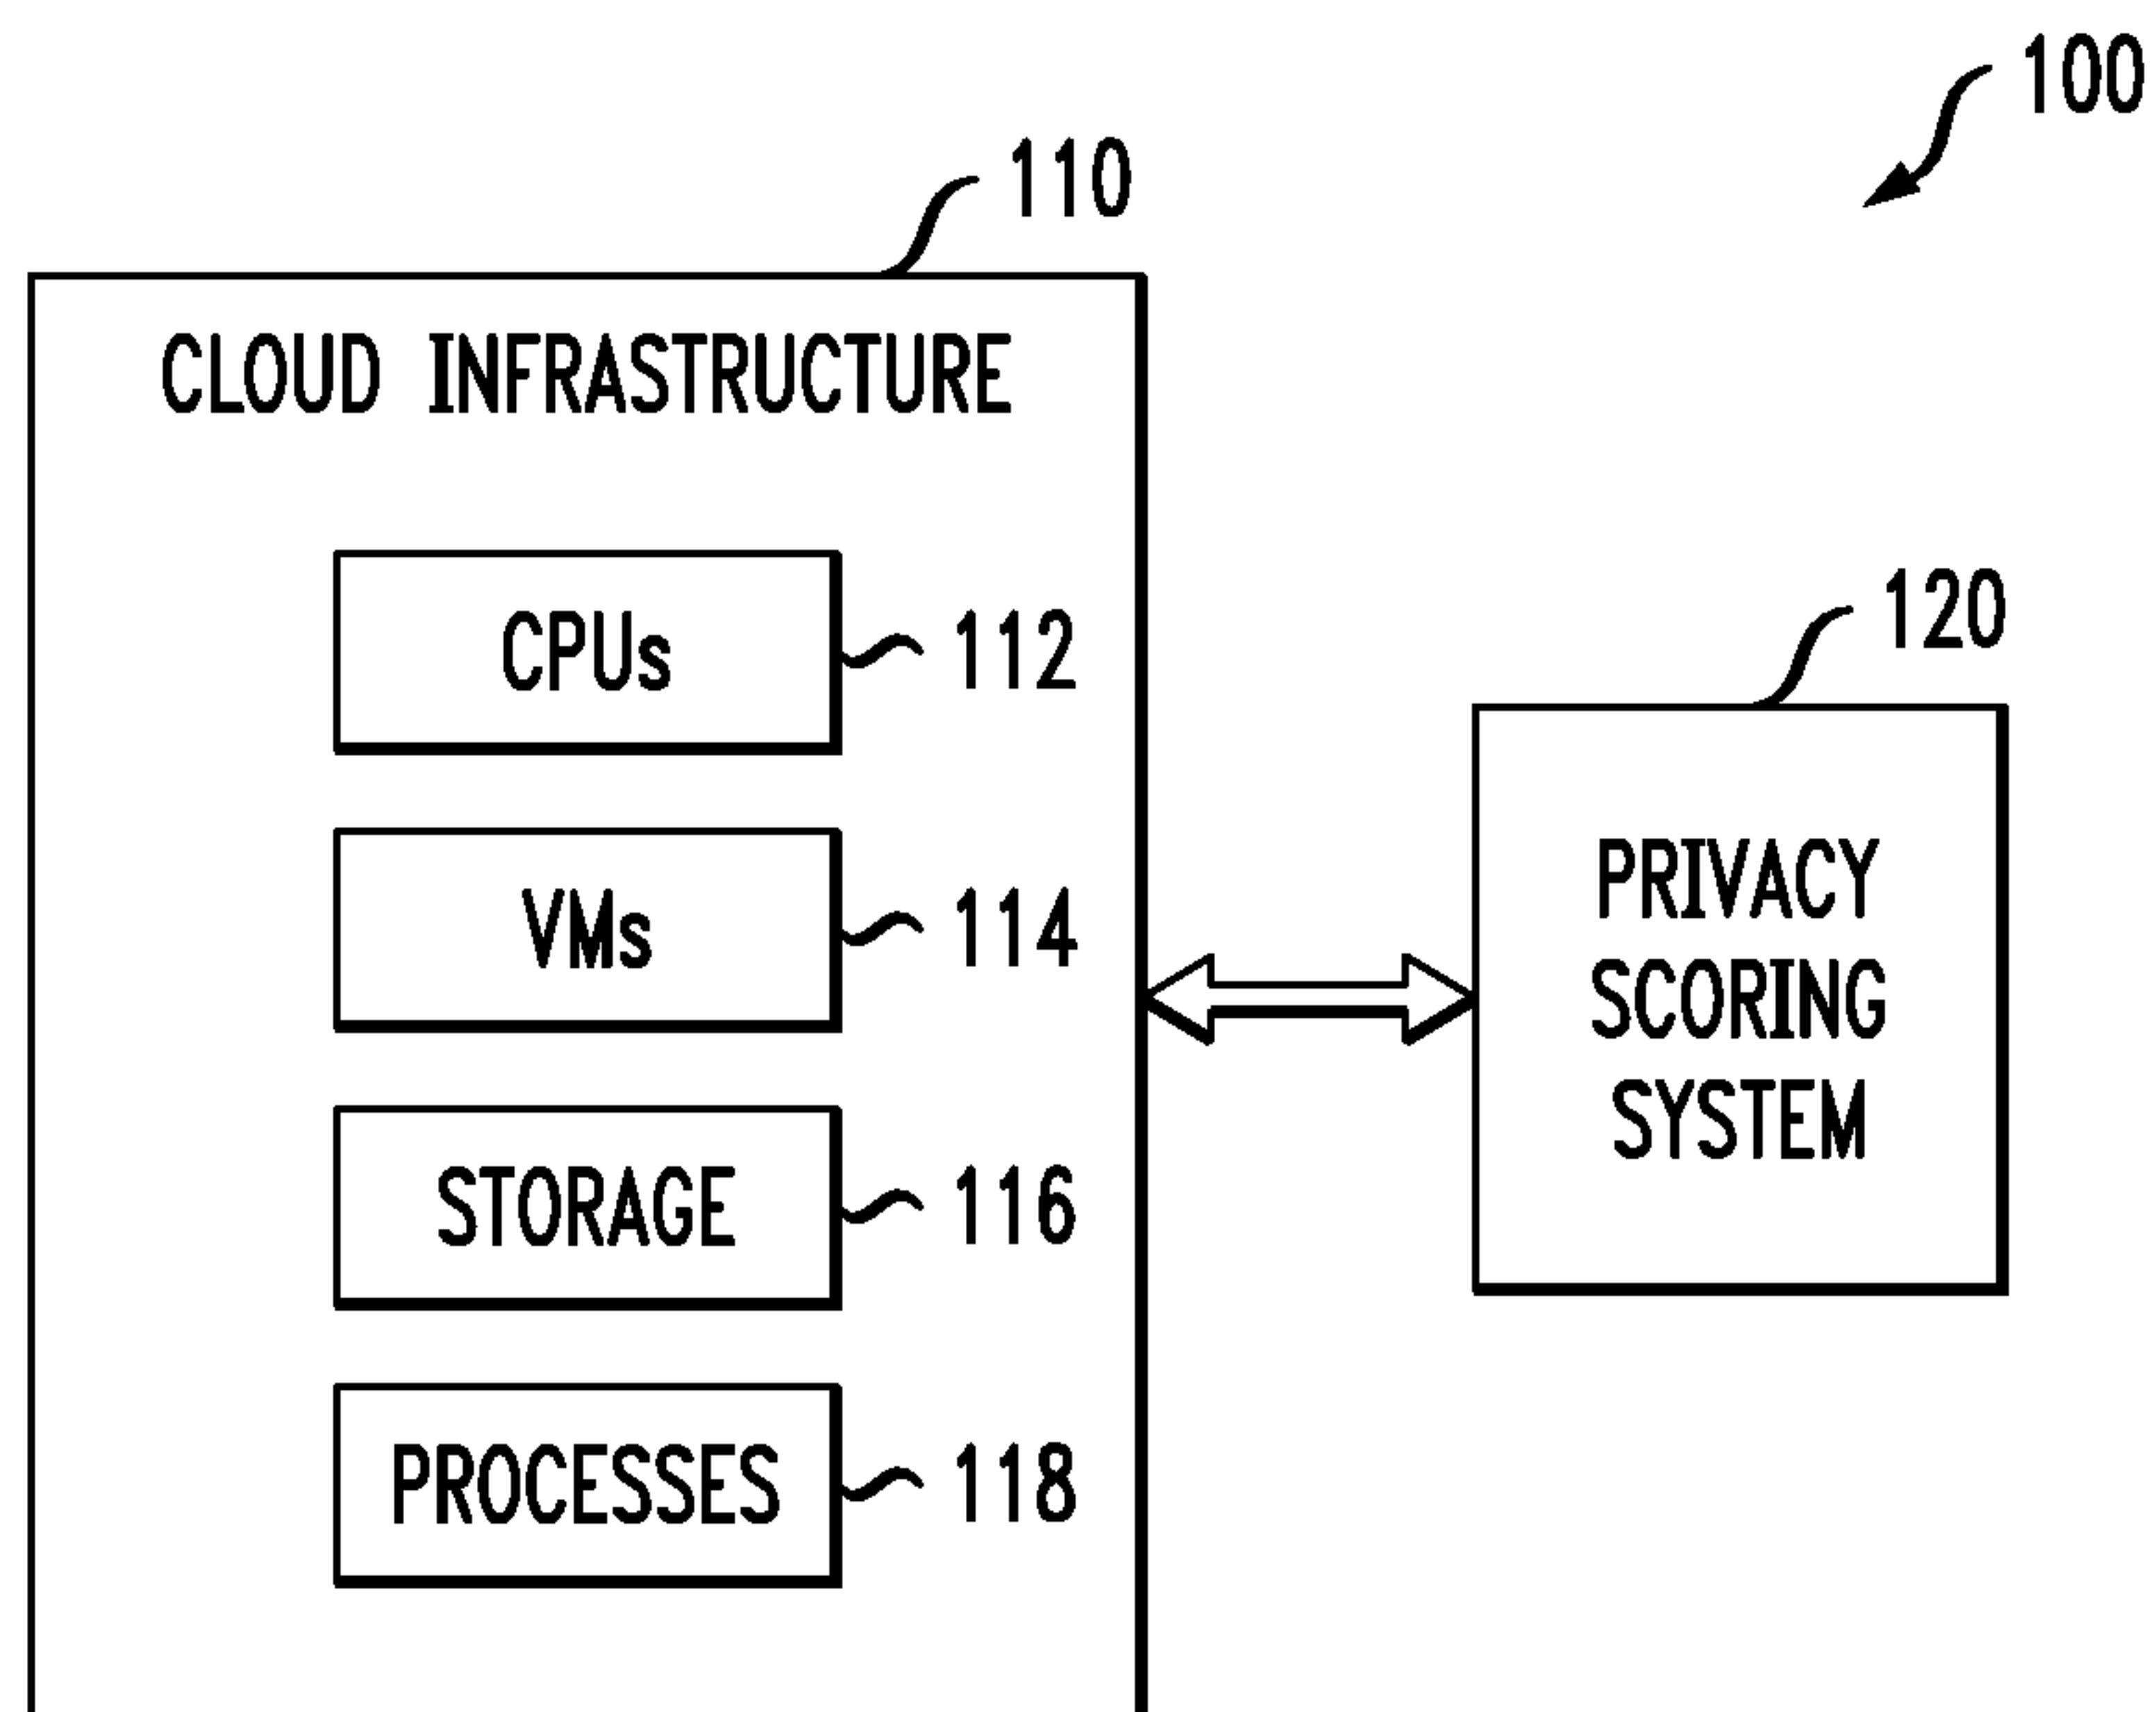 100
110
CLOUD INFRASTRUCTURE
CPUs 112
120
VMs 114
PRIVACY
SCORING
SYSTEM
STORAGE 116
PROCESSES 118